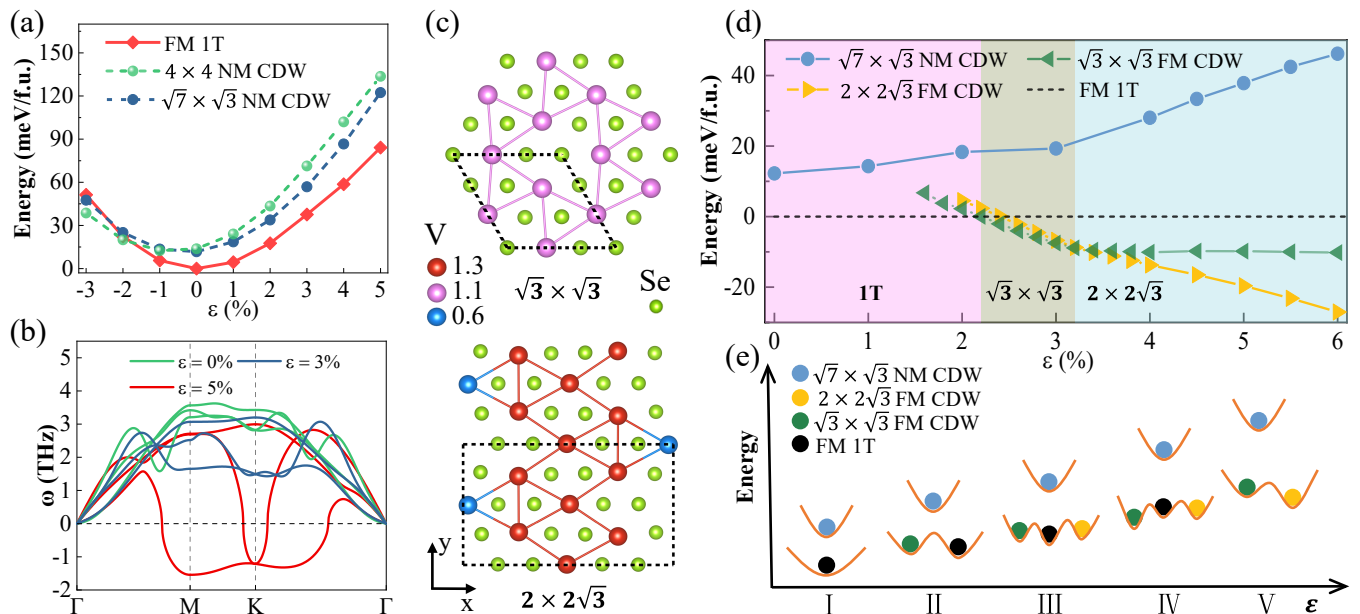 (a)
FM 1T
4 × 4 NM CDW
√7 × √3 NM CDW
Energy (meV/f.u.)
150
120
90
60
30
0
-3 -2 -1 0 1 2 3 4 5
ε (%)
(b)
ε = 0% ε = 3%
ε = 5%
ω (THz)
5
4
3
2
1
0
-1
-2
Γ M K Γ
(c)
V
1.3
1.1
0.6
√3 × √3
Se
y
x
2 × 2√3
(d)
√7 × √3 NM CDW √3 × √3 FM CDW
2 × 2√3 FM CDW FM 1T
Energy (meV/f.u.)
40
20
0
-20
1T √3 × √3 2 × 2√3
0 1 2 3 4 5 6
ε (%)
(e)
√7 × √3 NM CDW
2 × 2√3 FM CDW
√3 × √3 FM CDW
FM 1T
Energy
I II III IV V ε